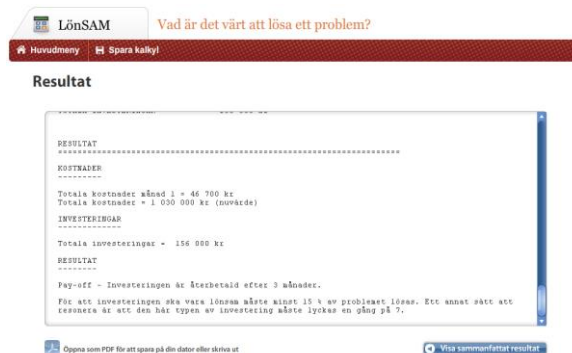 LönSAM
Vad är det värt att lösa ett problem?
Huvudmeny
Spara kalkyl
Resultat
RESULTAT
======================================================================
KOSTNADER
---------
Totala kostnader månad 1 = 46 700 kr
Totala kostnader = 1 030 000 kr (nuvärde)
INVESTERINGAR
-------------
Totala investeringar = 156 000 kr
RESULTAT
--------
Pay-off - Investeringen är återbetald efter 3 månader.
För att investeringen ska vara lönsam måste minst 15 % av problemet lösas. Ett annat sätt att
resonera är att den här typen av investering måste lyckas en gång på 7.
Öppna som PDF för att spara på din dator eller skriva ut
Visa sammanfattat resultat